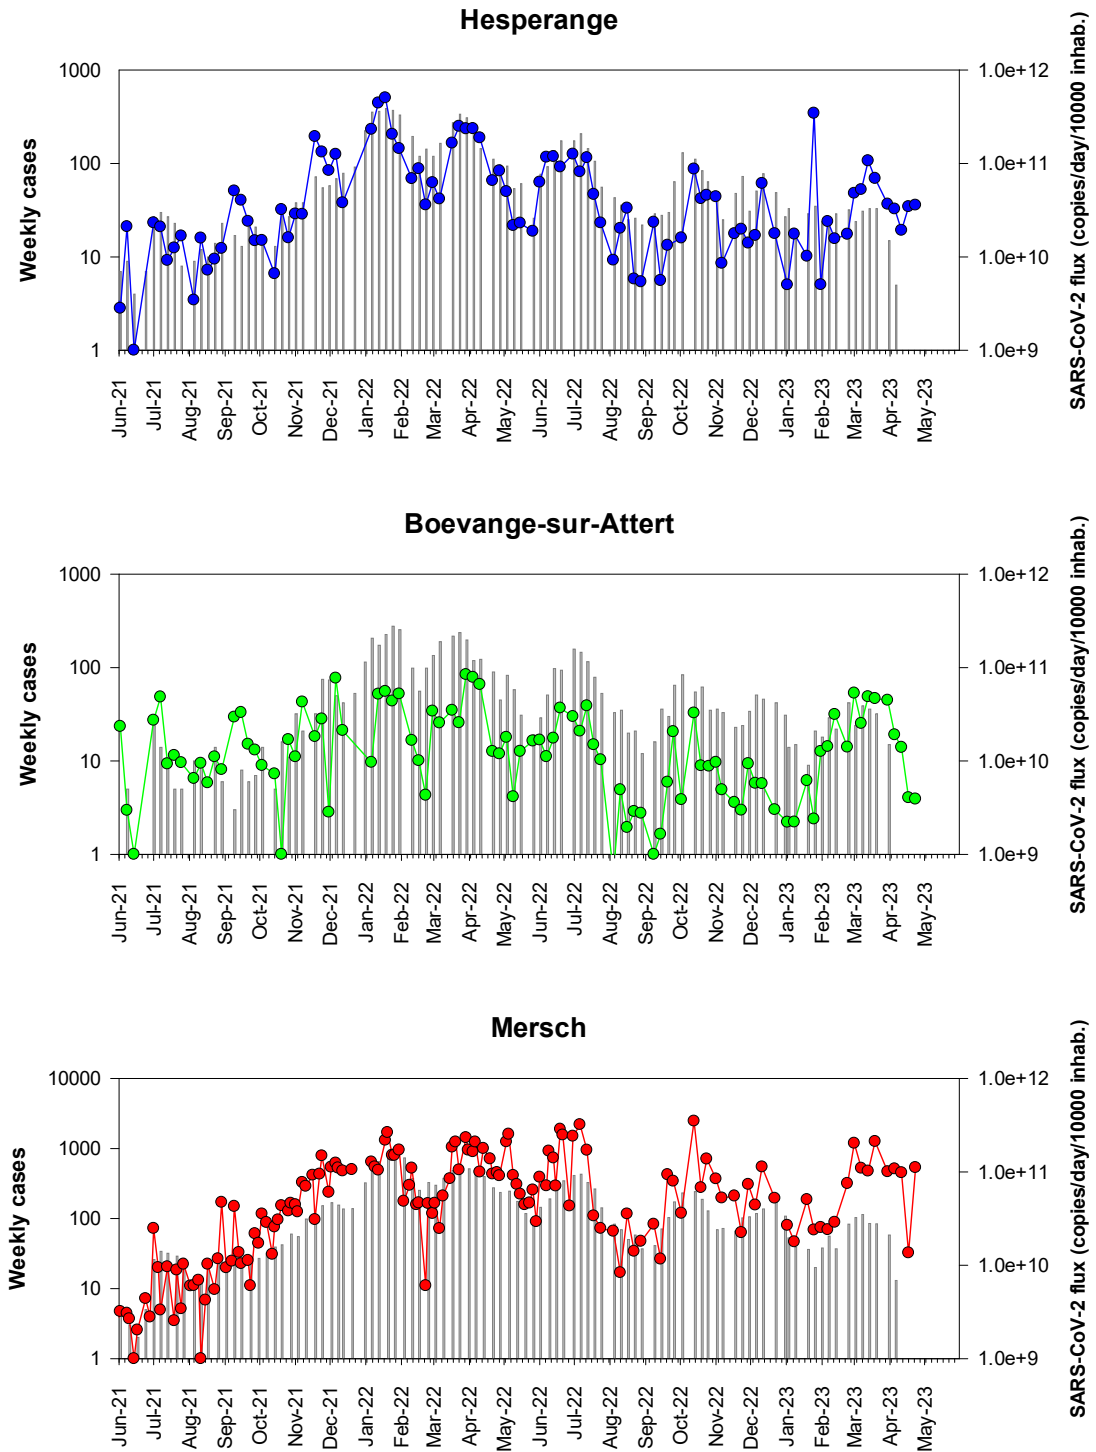 Hesperange
1000
100
10
1
1.0e+12
1.0e+11
1.0e+10
1.0e+9
Weekly cases
SARS-CoV-2 flux (copies/day/10000 inhab.)
Jun-21
Jul-21
Aug-21
Sep-21
Oct-21
Nov-21
Dec-21
Jan-22
Feb-22
Mar-22
Apr-22
May-22
Jun-22
Jul-22
Aug-22
Sep-22
Oct-22
Nov-22
Dec-22
Jan-23
Feb-23
Mar-23
Apr-23
May-23
Boevange-sur-Attert
1000
100
10
1
1.0e+12
1.0e+11
1.0e+10
1.0e+9
Weekly cases
SARS-CoV-2 flux (copies/day/10000 inhab.)
Jun-21
Jul-21
Aug-21
Sep-21
Oct-21
Nov-21
Dec-21
Jan-22
Feb-22
Mar-22
Apr-22
May-22
Jun-22
Jul-22
Aug-22
Sep-22
Oct-22
Nov-22
Dec-22
Jan-23
Feb-23
Mar-23
Apr-23
May-23
Mersch
10000
1000
100
10
1
1.0e+12
1.0e+11
1.0e+10
1.0e+9
Weekly cases
SARS-CoV-2 flux (copies/day/10000 inhab.)
Jun-21
Jul-21
Aug-21
Sep-21
Oct-21
Nov-21
Dec-21
Jan-22
Feb-22
Mar-22
Apr-22
May-22
Jun-22
Jul-22
Aug-22
Sep-22
Oct-22
Nov-22
Dec-22
Jan-23
Feb-23
Mar-23
Apr-23
May-23